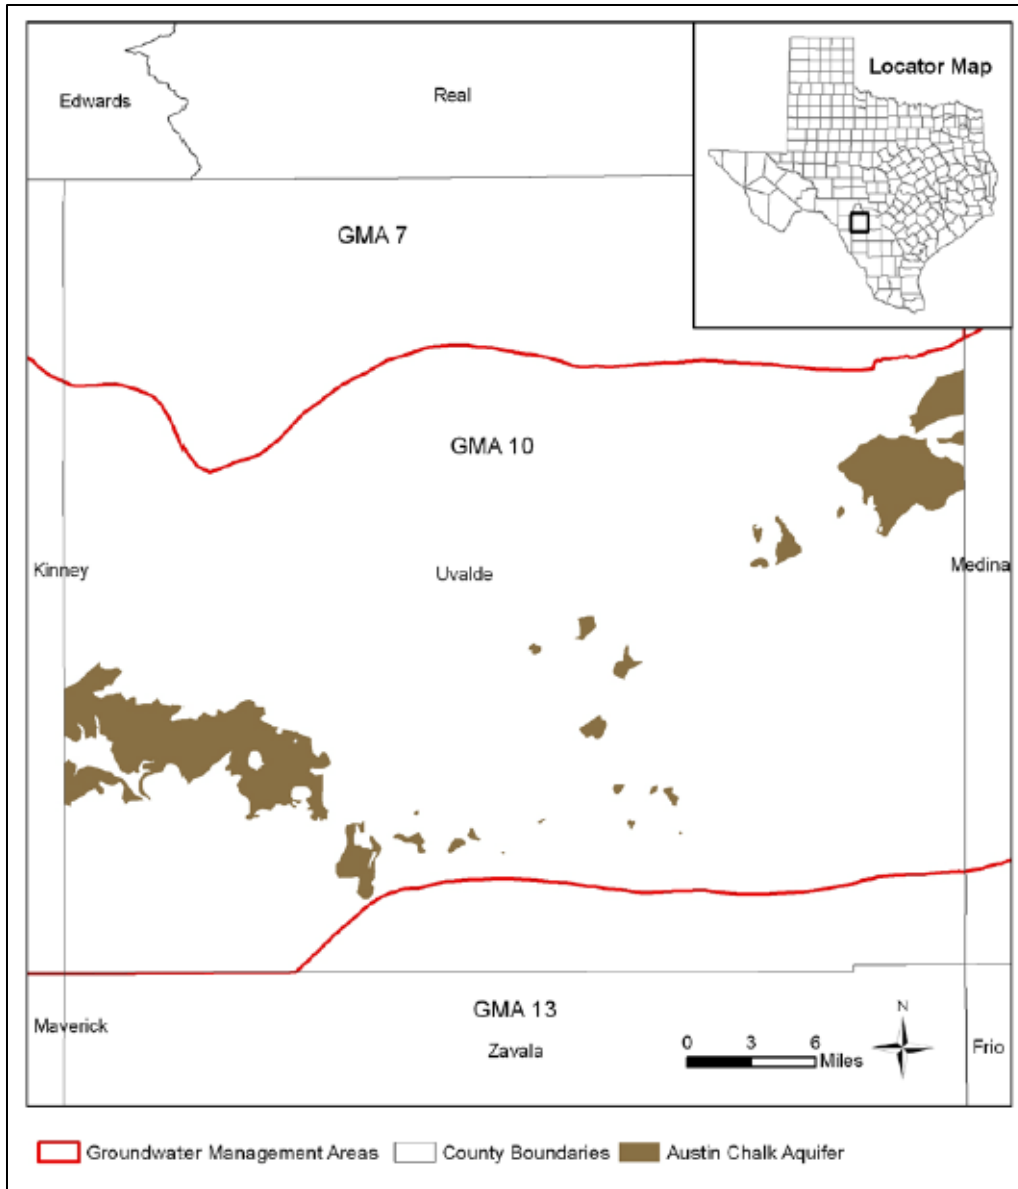 Locator Map
Edwards
Real
GMA 7
GMA 10
Kinney
Uvalde
Medina
GMA 13
Maverick
Zavala
Frio
N
0 3 6
Miles
Groundwater Management Areas
County Boundaries
Austin Chalk Aquifer